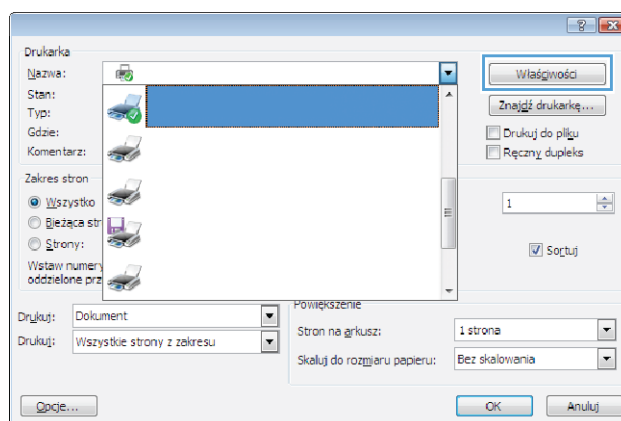 Drukarka
Nazwa:
Właściwości
Stan:
Znajdź drukarkę...
Typ:
Gdzie:
Drukuj do pliku
Komentarz:
Ręczny dupleks
Zakres stron
Wszystko
1
Bieżąca str
Strony:
Sortuj
Wstaw numery
oddzielone prz
Powiększenie
Drukuj: Dokument
Stron na arkusz: 1 strona
Drukuj: Wszystkie strony z zakresu
Skaluj do rozmiaru papieru: Bez skalowania
Opcje...
OK
Anuluj